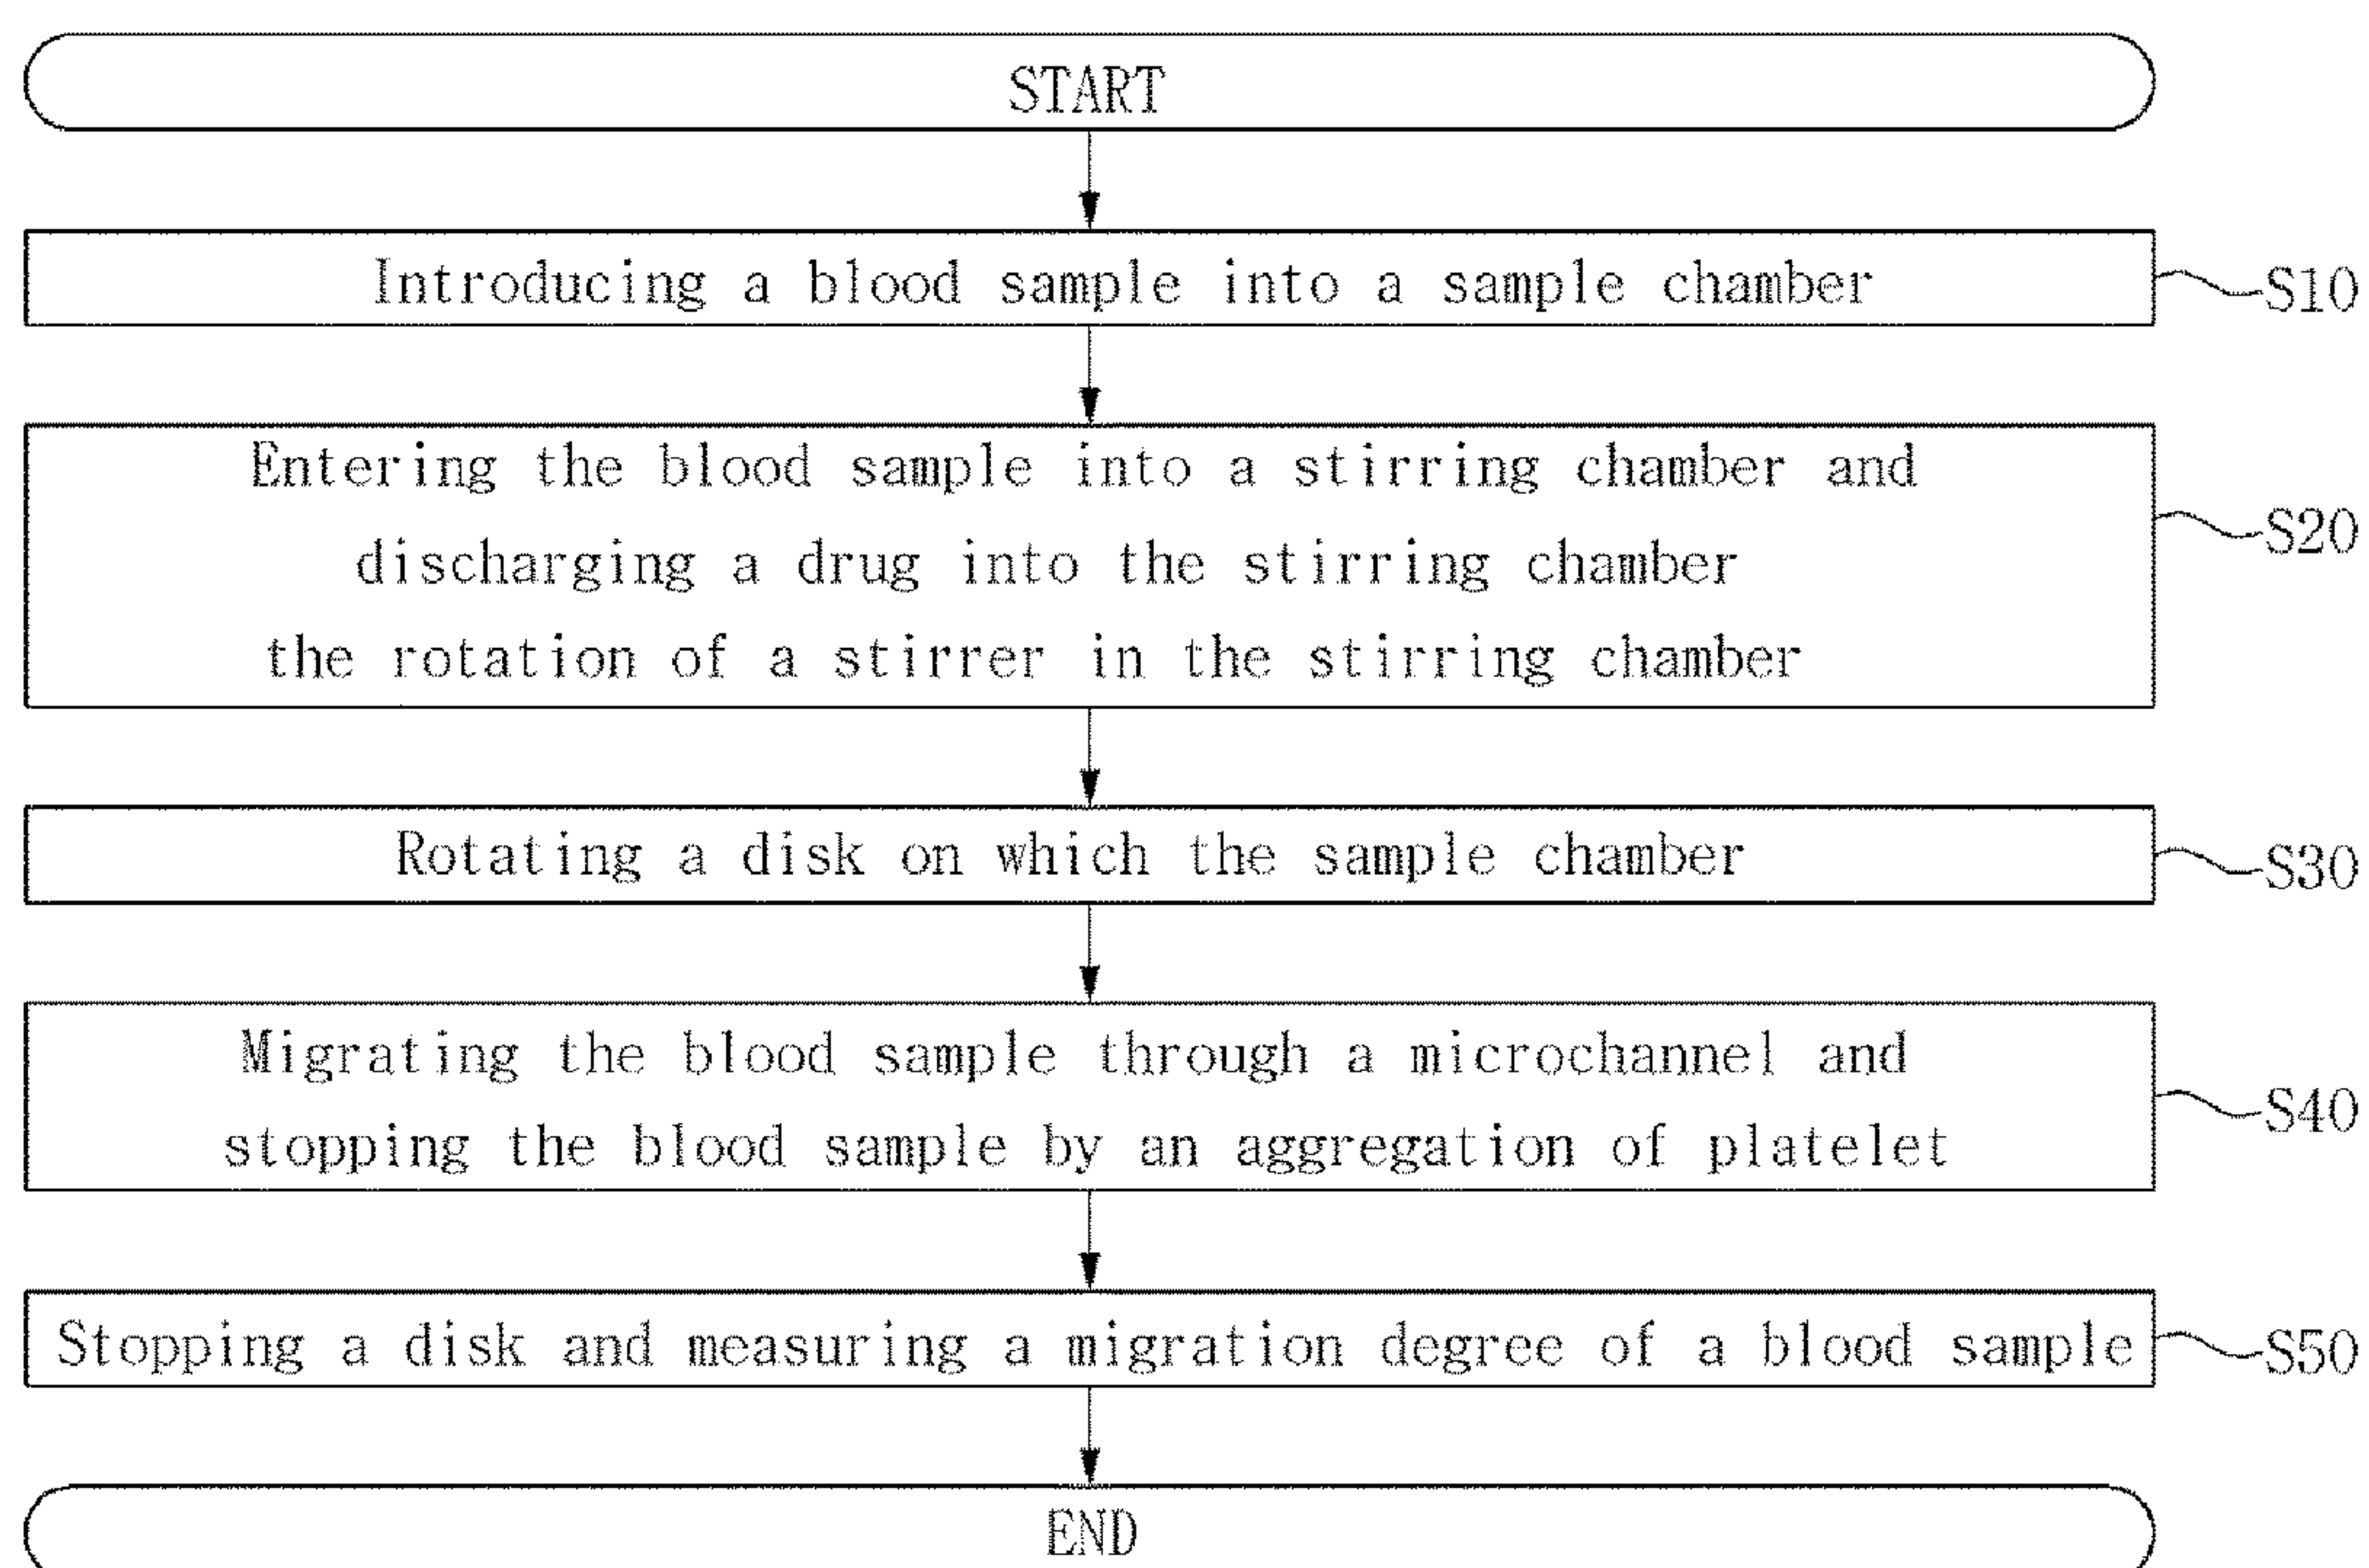 START
Introducing a blood sample into a sample chamber
S10
Entering the blood sample into a stirring chamber and
discharging a drug into the stirring chamber
the rotation of a stirrer in the stirring chamber
S20
Rotating a disk on which the sample chamber
S30
Migrating the blood sample through a microchannel and
stopping the blood sample by an aggregation of platelet
S40
Stopping a disk and measuring a migration degree of a blood sample
S50
END